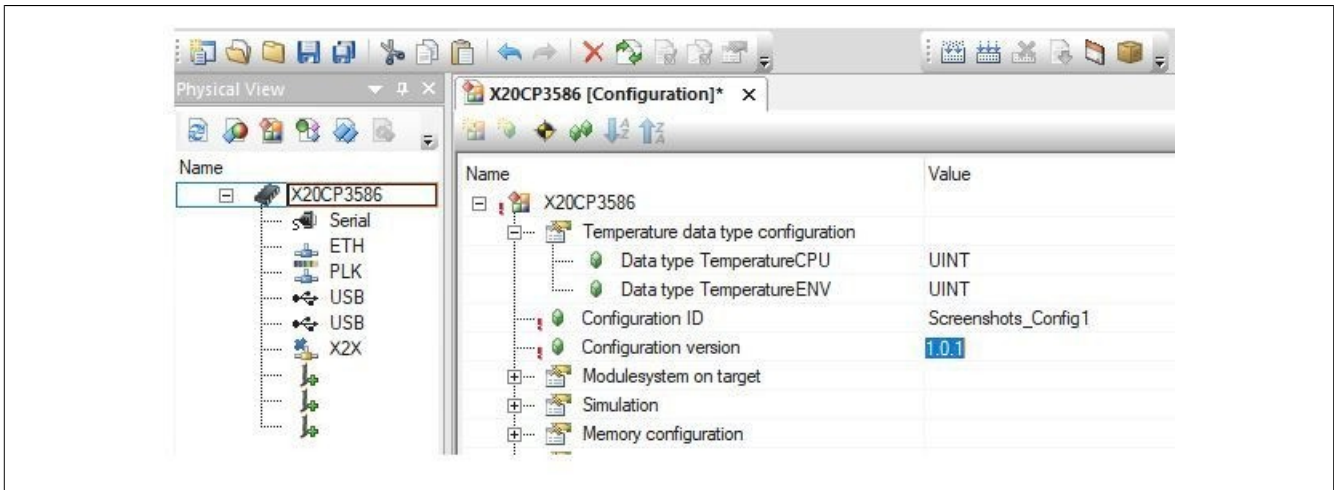 Physical View
X20CP3586 [Configuration]* x
Name
X20CP3586
Serial
ETH
PLK
USB
USB
X2X
Name Value
X20CP3586
Temperature data type configuration
Data type TemperatureCPU UINT
Data type TemperatureENV UINT
Configuration ID Screenshots_Config1
Configuration version 1.0.1
Modulesystem on target
Simulation
Memory configuration